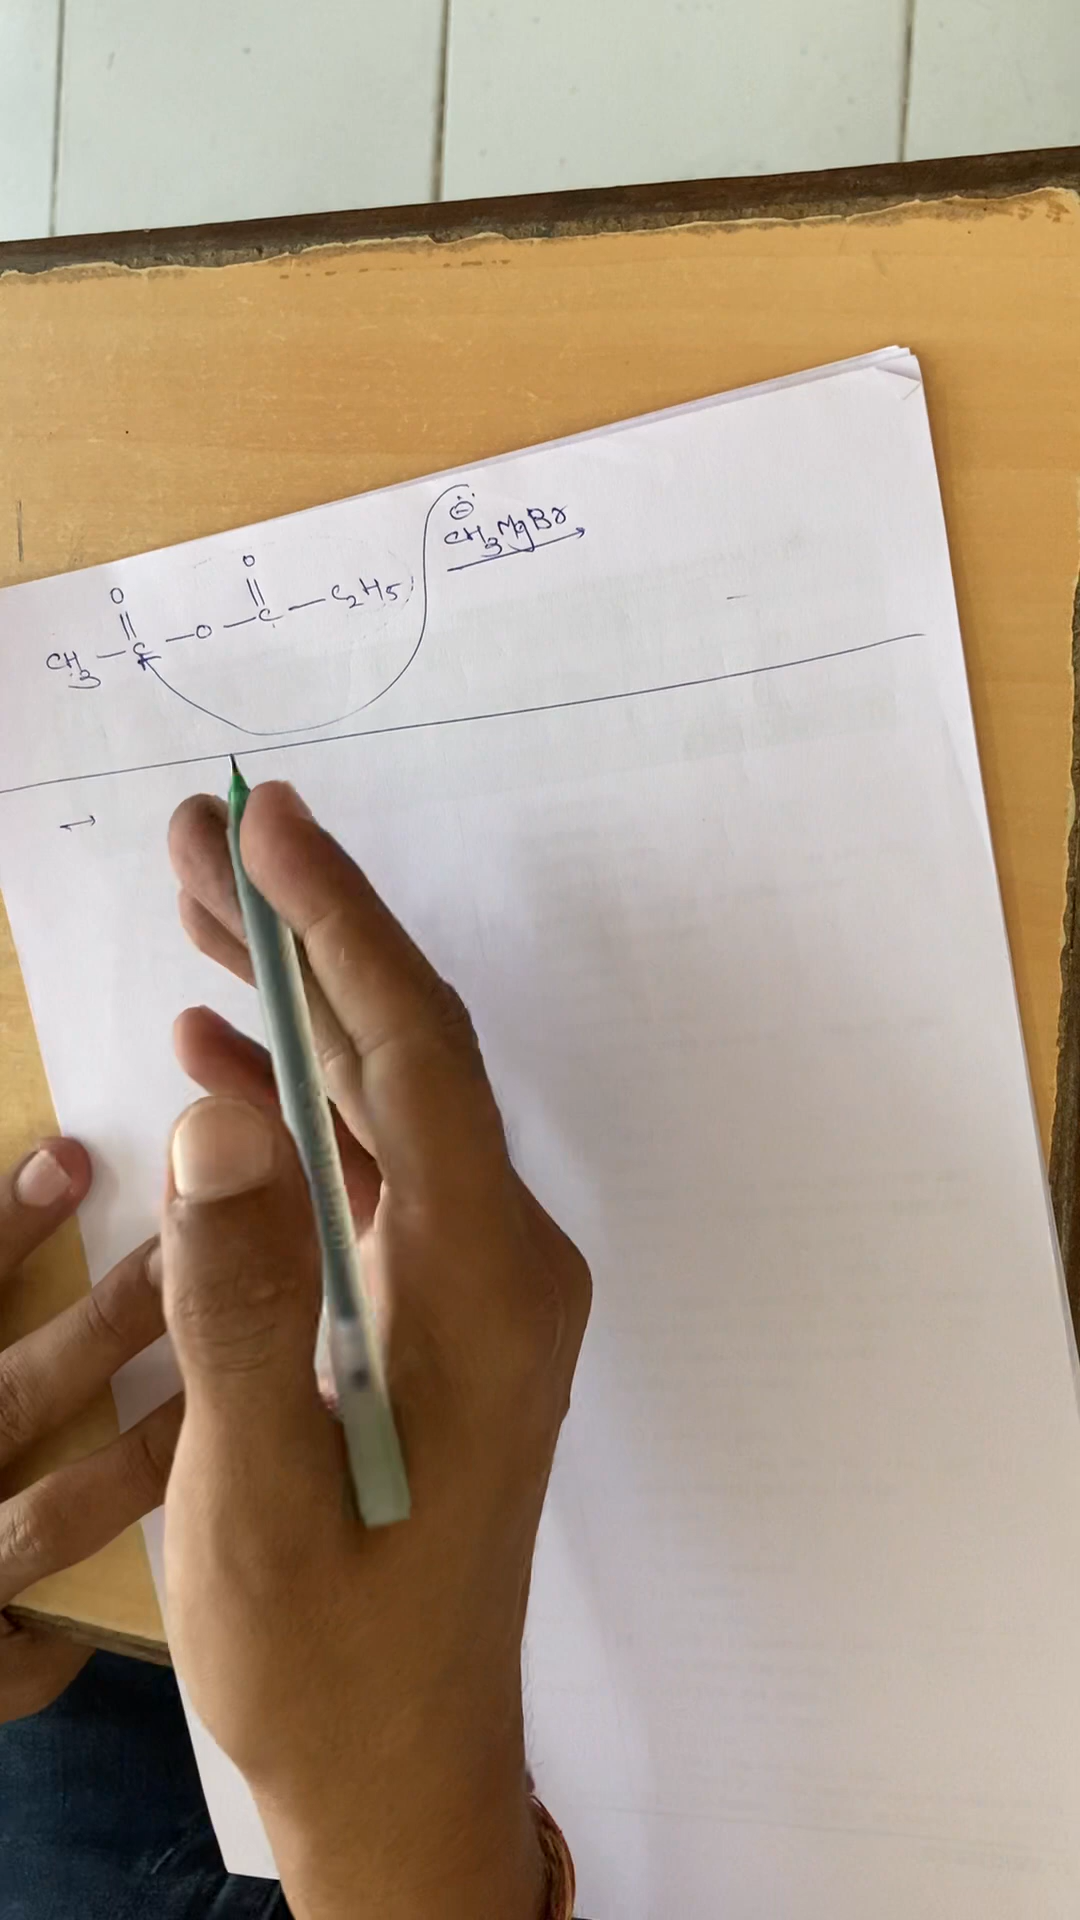 O O ⊖
|| || CH₃MgBr
CH₃—C—O—C—C₂H₅ →
→